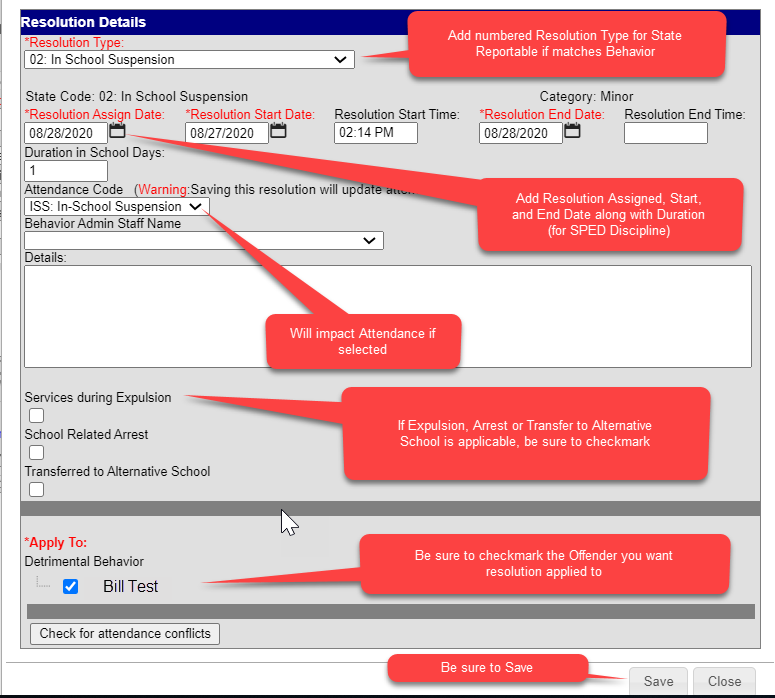 Resolution Details
Add numbered Resolution Type for State
Reportable if matches Behavior
*Resolution Type:
02: In School Suspension
State Code: 02: In School Suspension Category: Minor
*Resolution Assign Date: *Resolution Start Date: Resolution Start Time: *Resolution End Date: Resolution End Time:
08/28/2020 08/27/2020 02:14 PM 08/28/2020
Duration in School Days:
1
Attendance Code (Warning:Saving this resolution will update
ISS: In-School Suspension
Add Resolution Assigned, Start,
and End Date along with Duration
(for SPED Discipline)
Behavior Admin Staff Name
Details:
Will impact Attendance if
selected
Services during Expulsion
If Expulsion, Arrest or Transfer to Alternative
School is applicable, be sure to checkmark
School Related Arrest
Transferred to Alternative School
*Apply To:
Detrimental Behavior
Be sure to checkmark the Offender you want
resolution applied to
Bill Test
Check for attendance conflicts
Be sure to Save
Save Close